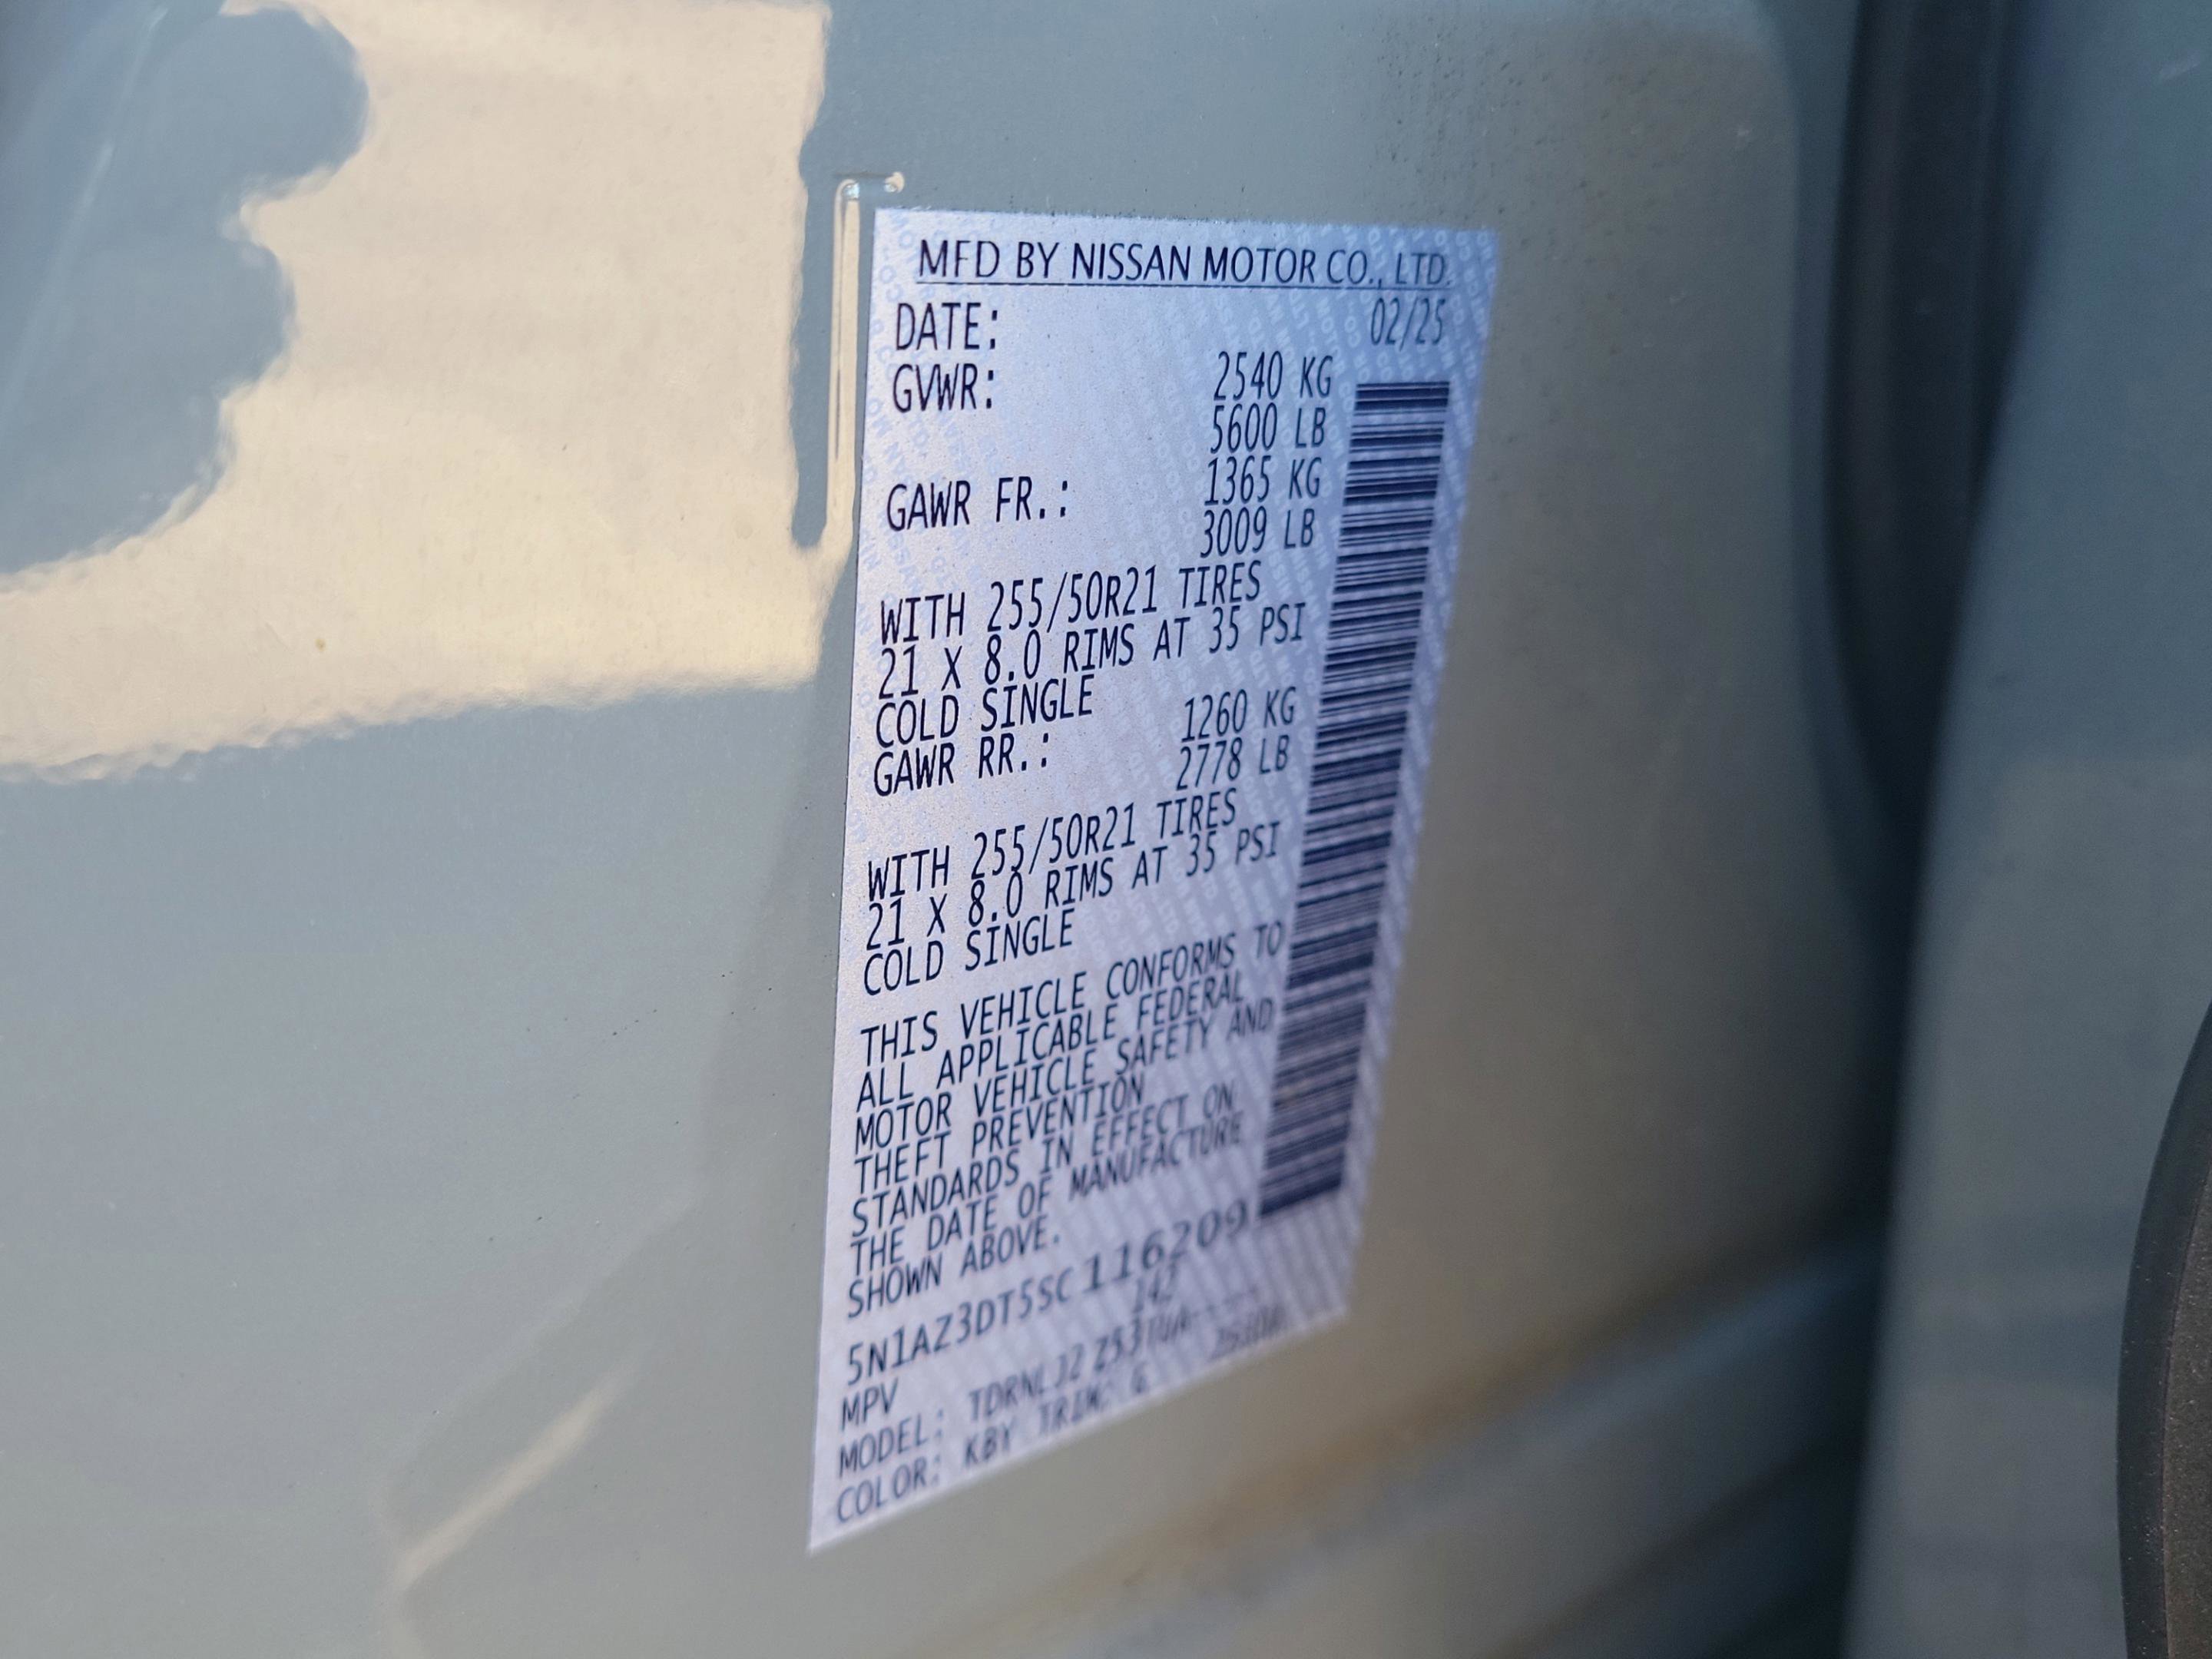 MFD BY NISSAN MOTOR CO., LTD.
DATE: 02/25
GVWR: 2540 KG
5600 LB
GAWR FR.: 1365 KG
3009 LB
WITH 255/50R21 TIRES
21 X 8.0 RIMS AT 35 PSI
COLD SINGLE
GAWR RR.: 1260 KG
2778 LB
WITH 255/50R21 TIRES
21 X 8.0 RIMS AT 35 PSI
COLD SINGLE
THIS VEHICLE CONFORMS TO
ALL APPLICABLE FEDERAL
MOTOR VEHICLE SAFETY AND
THEFT PREVENTION
STANDARDS IN EFFECT ON
THE DATE OF MANUFACTURE
SHOWN ABOVE.
5N1AZ3DT5SC116209
MPV 142
MODEL:
COLOR: KBY TRIM: G